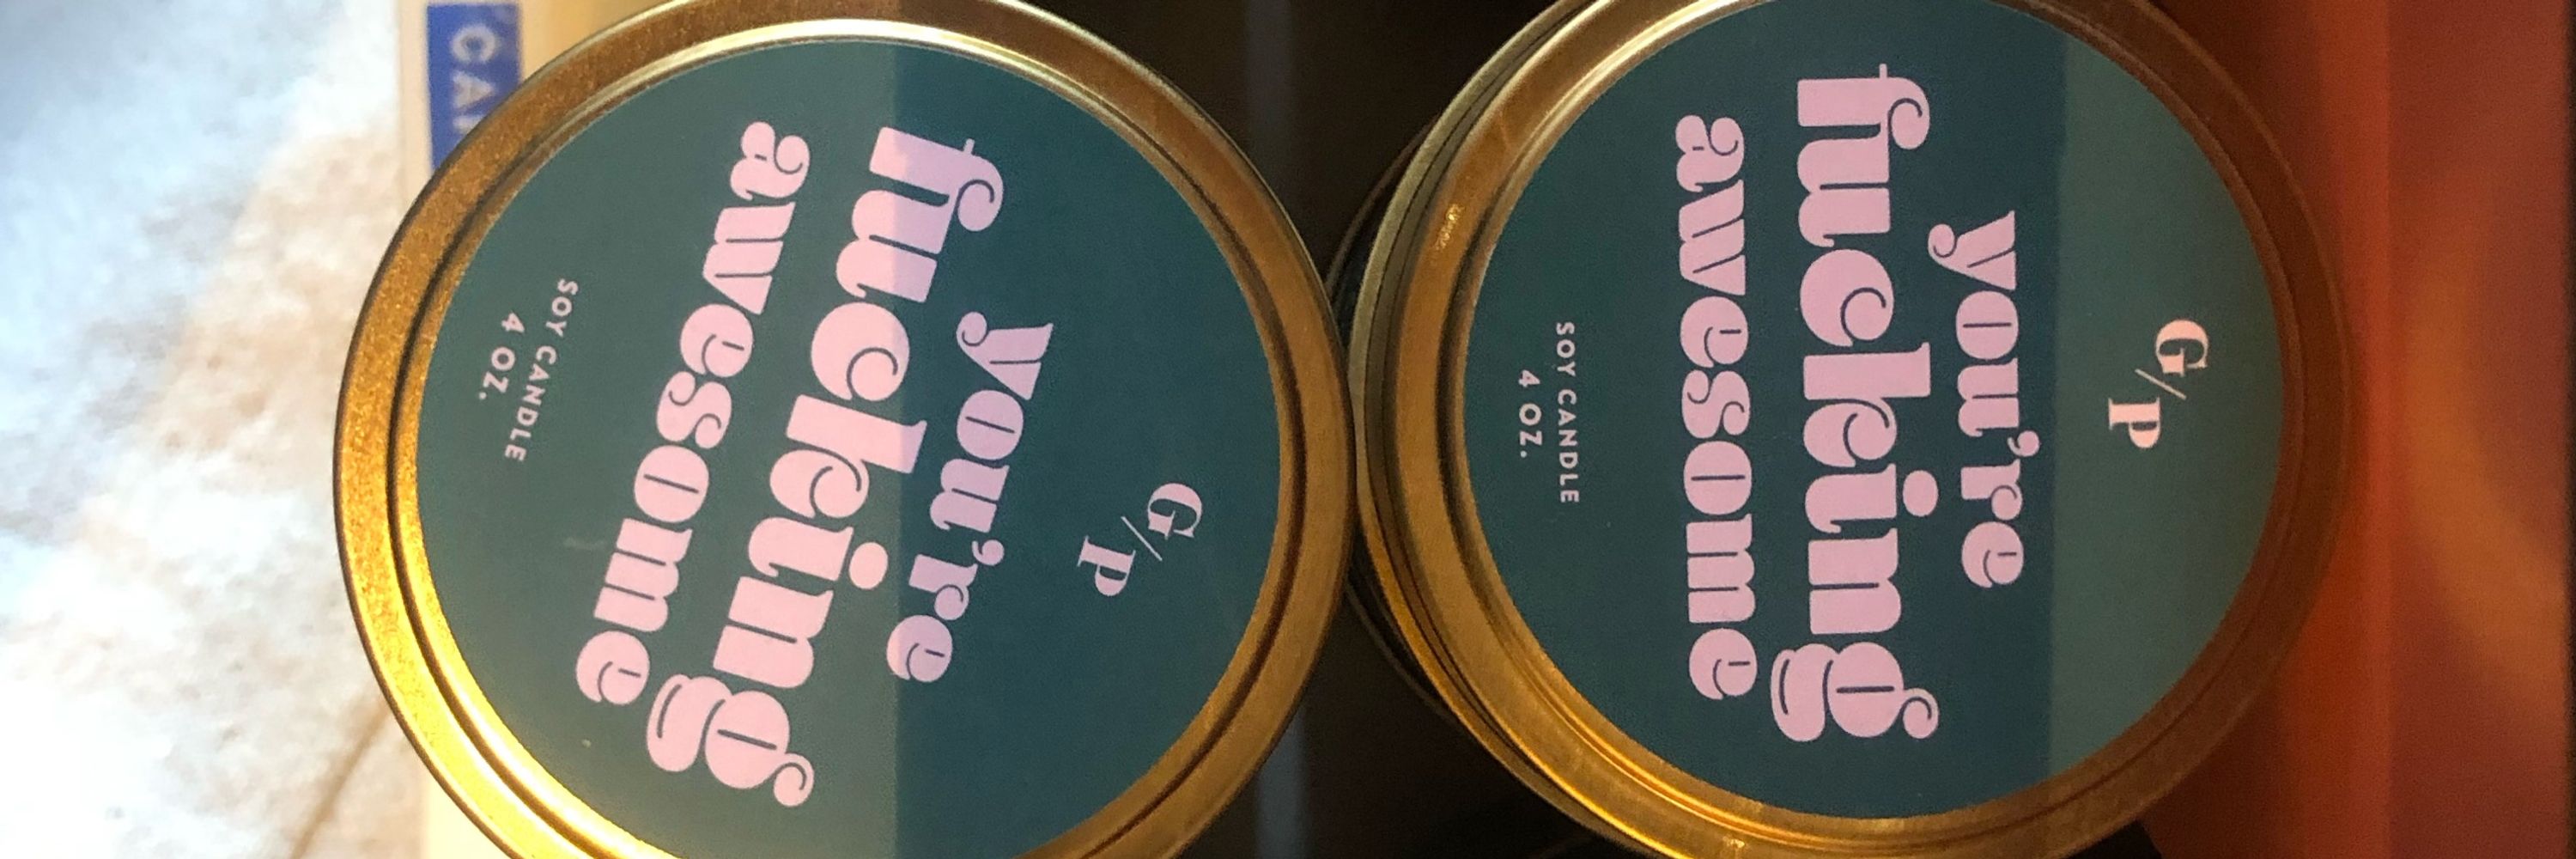 G/P
you're
fucking
awesome
SOY CANDLE
4 OZ.
G/P
you're
fucking
awesome
SOY CANDLE
4 OZ.